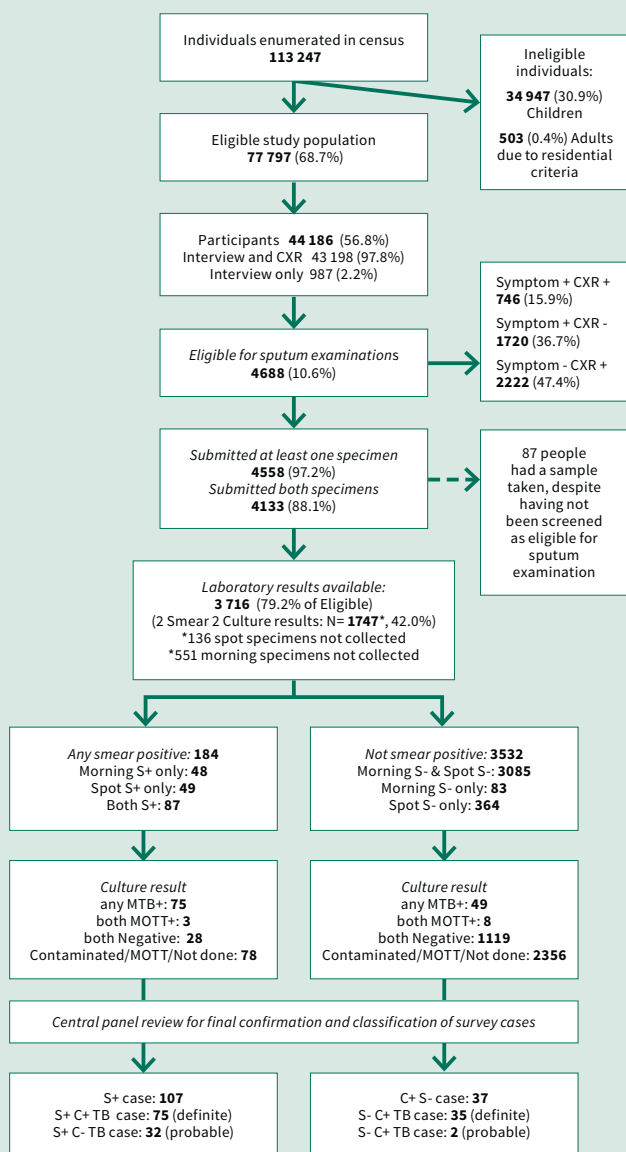 Individuals enumerated in census
113 247
Ineligible
individuals:
34 947 (30.9%)
Children
503 (0.4%) Adults
due to residential
criteria
Eligible study population
77 797 (68.7%)
Participants 44 186 (56.8%)
Interview and CXR 43 198 (97.8%)
Interview only 987 (2.2%)
Symptom + CXR +
746 (15.9%)
Symptom + CXR -
1720 (36.7%)
Symptom - CXR +
2222 (47.4%)
Eligible for sputum examinations
4688 (10.6%)
Submitted at least one specimen
4558 (97.2%)
Submitted both specimens
4133 (88.1%)
87 people
had a sample
taken, despite
having not
been screened
as eligible for
sputum
examination
Laboratory results available:
3 716 (79.2% of Eligible)
(2 Smear 2 Culture results: N= 1747*, 42.0%)
*136 spot specimens not collected
*551 morning specimens not collected
Any smear positive: 184
Morning S+ only: 48
Spot S+ only: 49
Both S+: 87
Not smear positive: 3532
Morning S- & Spot S-: 3085
Morning S- only: 83
Spot S- only: 364
Culture result
any MTB+: 75
both MOTT+: 3
both Negative: 28
Contaminated/MOTT/Not done: 78
Culture result
any MTB+: 49
both MOTT+: 8
both Negative: 1119
Contaminated/MOTT/Not done: 2356
Central panel review for final confirmation and classification of survey cases
S+ case: 107
S+ C+ TB case: 75 (definite)
S+ C- TB case: 32 (probable)
C+ S- case: 37
S- C+ TB case: 35 (definite)
S- C+ TB case: 2 (probable)